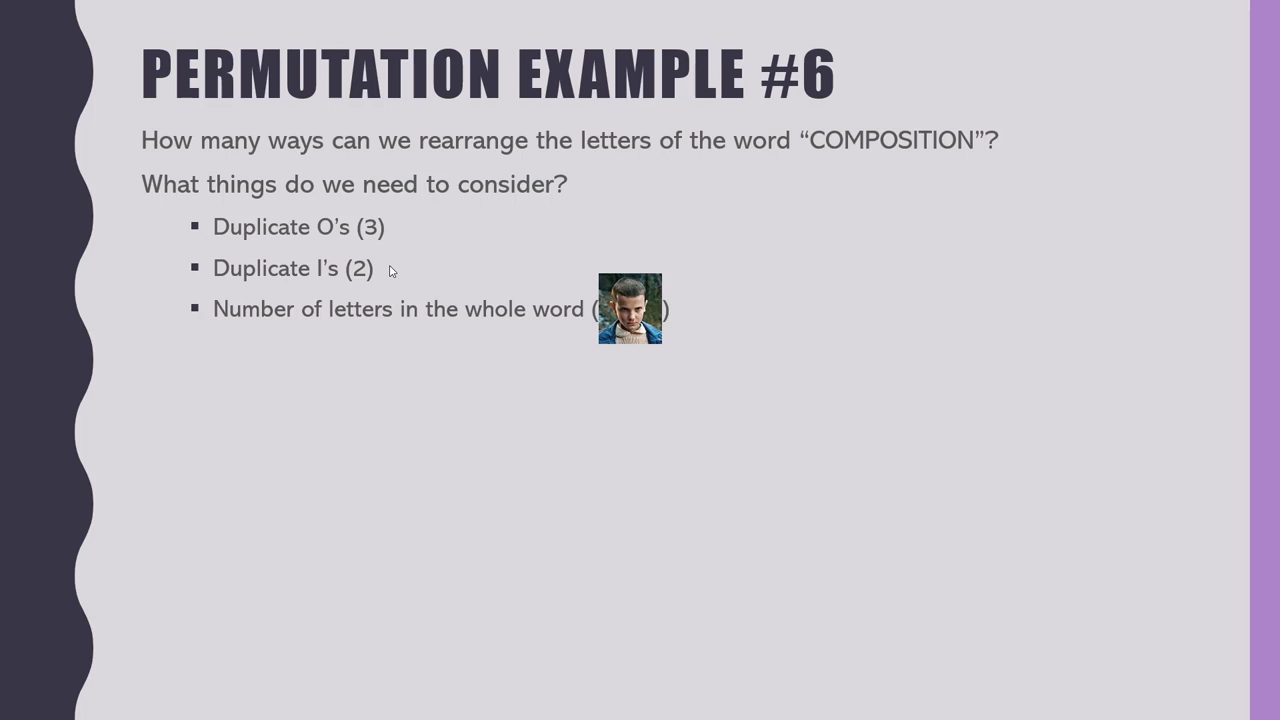 PERMUTATION EXAMPLE #6
How many ways can we rearrange the letters of the word “COMPOSITION”?
What things do we need to consider?
▪ Duplicate O’s (3)
▪ Duplicate I’s (2)
▪ Number of letters in the whole word ( )